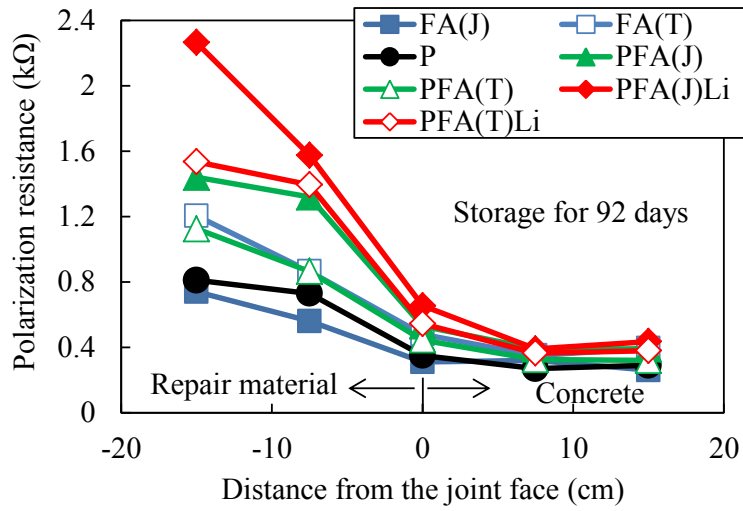 2.4
2
1.6
1.2
0.8
0.4
0
Polarization resistance (kΩ)
FA(J) FA(T)
P PFA(J)
PFA(T) PFA(J)Li
PFA(T)Li
Storage for 92 days
Repair material Concrete
-20 -10 0 10 20
Distance from the joint face (cm)